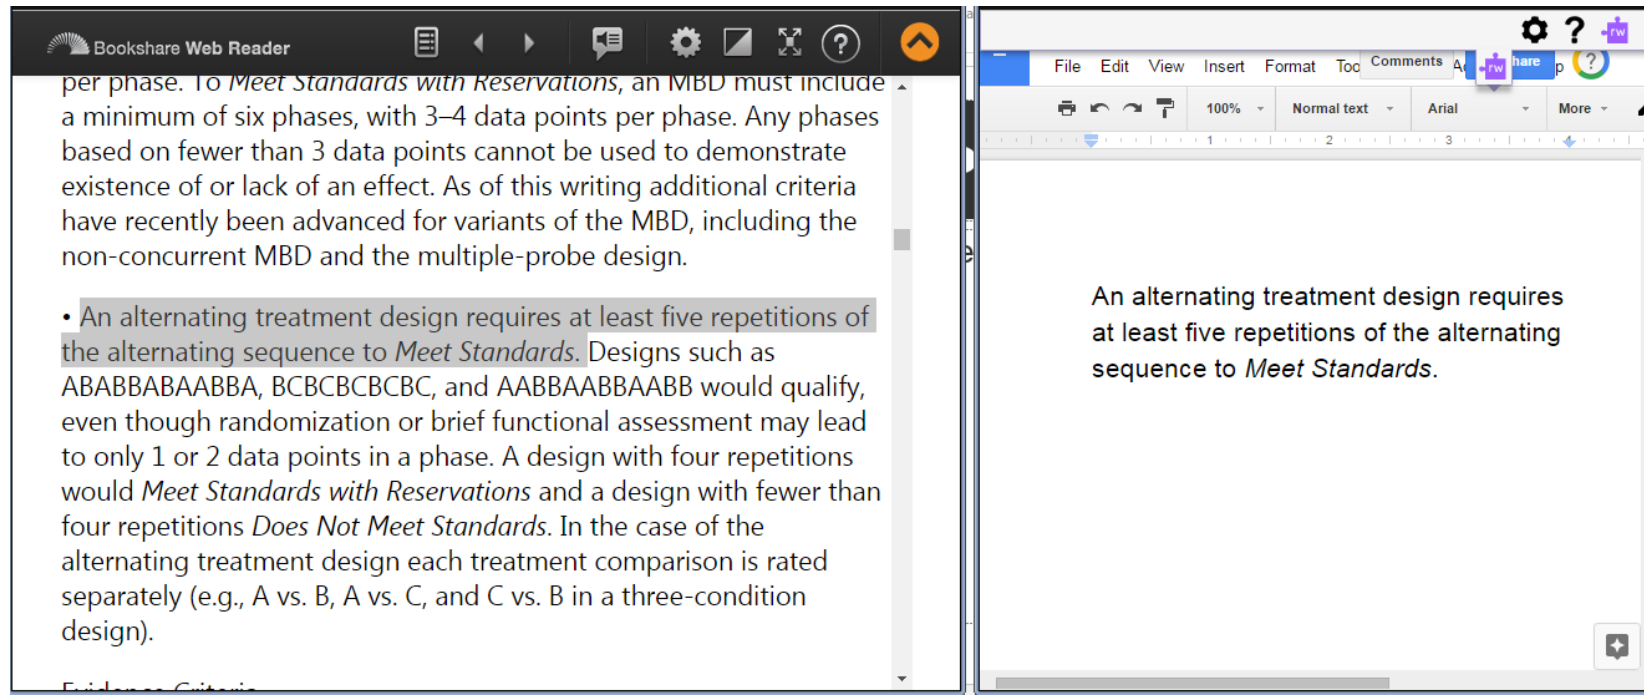 Bookshare Web Reader
per phase. To Meet Standards with Reservations, an MBD must include
a minimum of six phases, with 3–4 data points per phase. Any phases
based on fewer than 3 data points cannot be used to demonstrate
existence of or lack of an effect. As of this writing additional criteria
have recently been advanced for variants of the MBD, including the
non-concurrent MBD and the multiple-probe design.
• An alternating treatment design requires at least five repetitions of
the alternating sequence to Meet Standards. Designs such as
ABABBABAABBA, BCBCBCBCBC, and AABBAABBAABB would qualify,
even though randomization or brief functional assessment may lead
to only 1 or 2 data points in a phase. A design with four repetitions
would Meet Standards with Reservations and a design with fewer than
four repetitions Does Not Meet Standards. In the case of the
alternating treatment design each treatment comparison is rated
separately (e.g., A vs. B, A vs. C, and C vs. B in a three-condition
design).
? rw
File Edit View Insert Format Too Comments rw hare p ?
100% Normal text Arial More
1 2 3
An alternating treatment design requires
at least five repetitions of the alternating
sequence to Meet Standards.